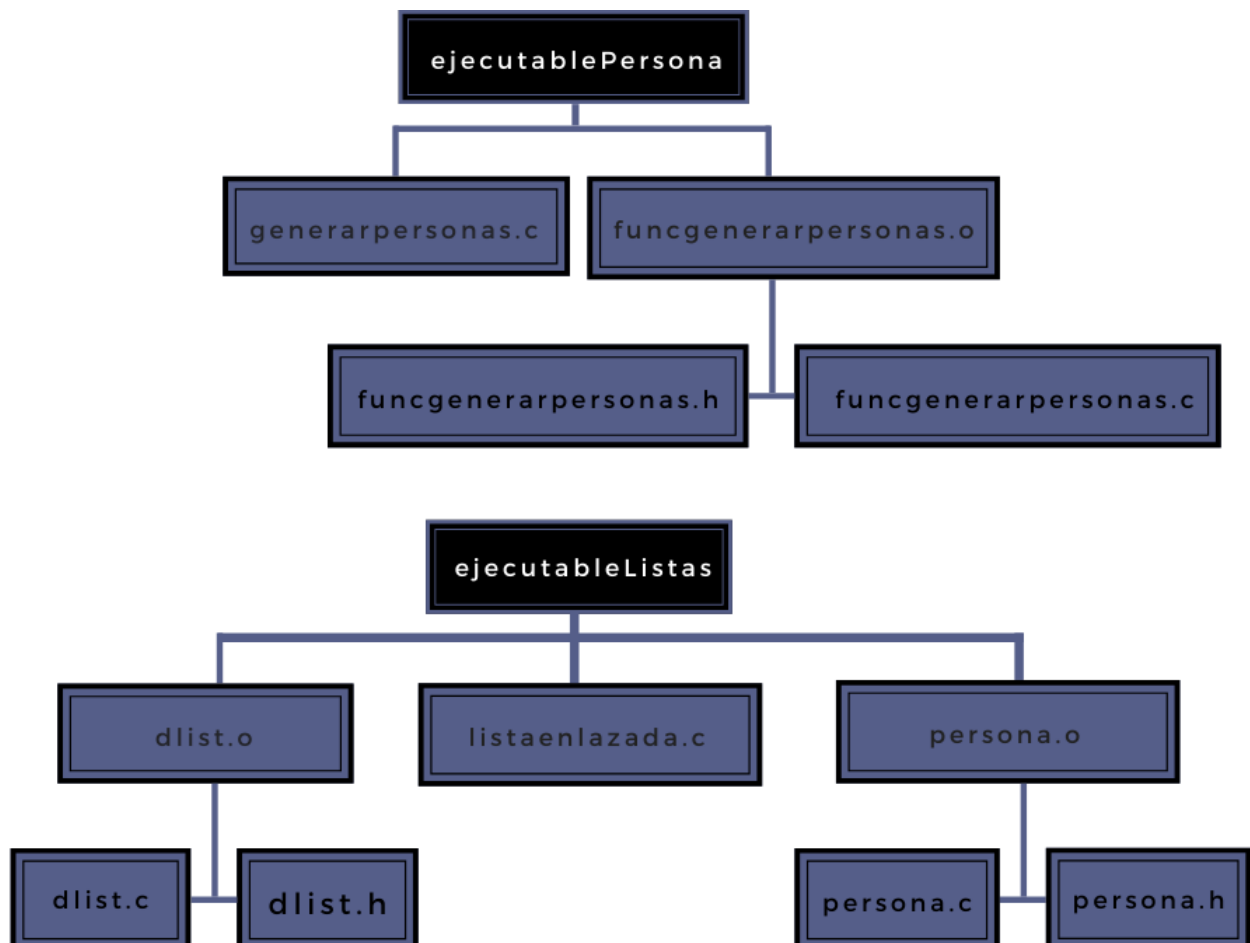 ejecutablePersona
generarpersonas.c
funcgenerarpersonas.o
funcgenerarpersonas.h
funcgenerarpersonas.c
ejecutableListas
dlist.o
listaenlazada.c
persona.o
dlist.c
dlist.h
persona.c
persona.h